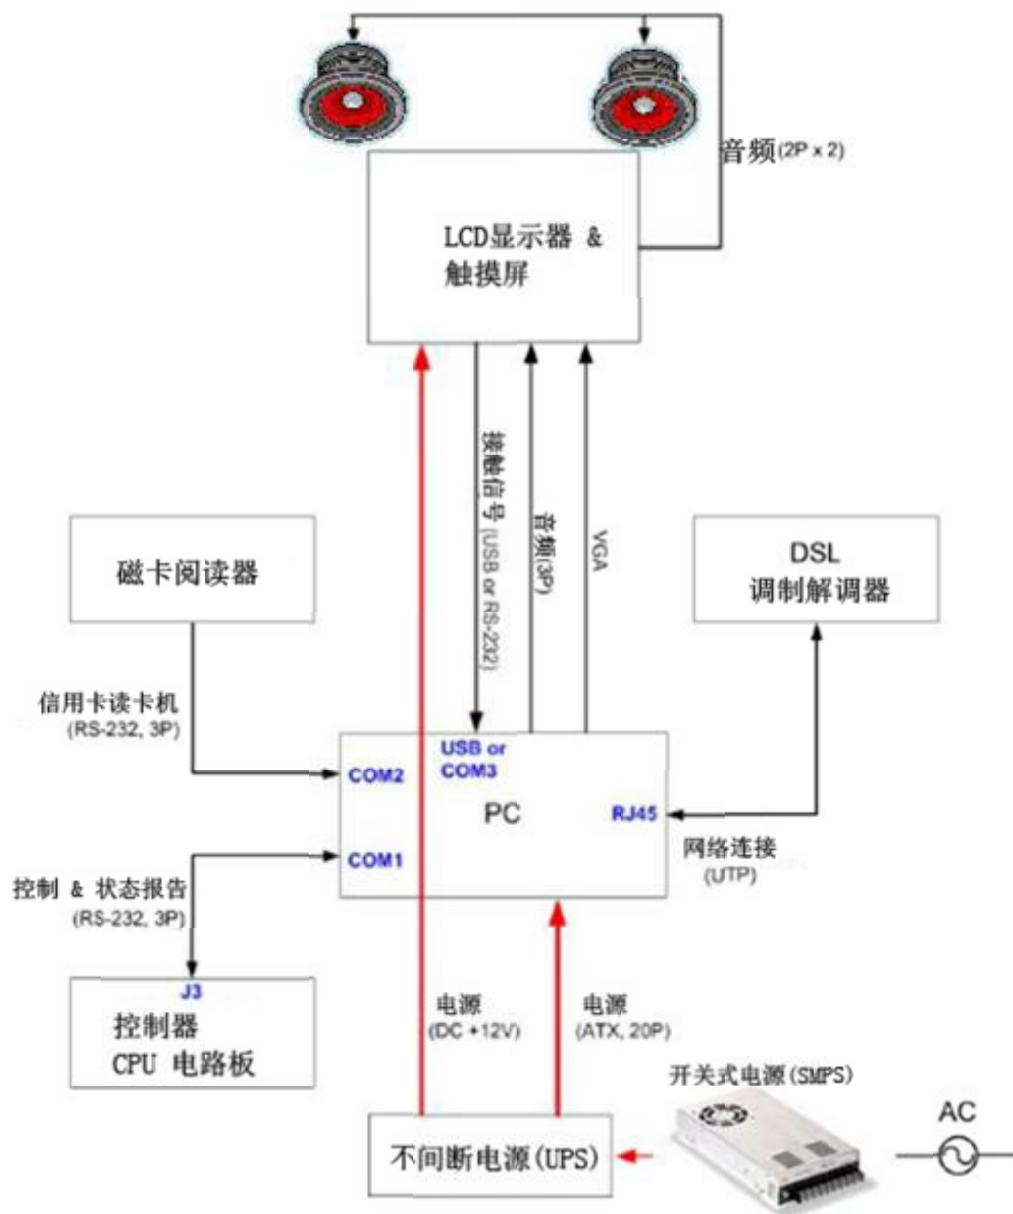 音频(2P x 2)
LCD显示器 &
触摸屏
接触信号 (USB or RS-232)
音频(3P)
VGA
磁卡阅读器
DSL
调制解调器
信用卡读卡机
(RS-232, 3P)
USB or
COM3
COM2
PC
RJ45
COM1
网络连接
(UTP)
控制 & 状态报告
(RS-232, 3P)
J3
控制器
CPU 电路板
电源
(DC +12V)
电源
(ATX, 20P)
开关式电源(SMPS)
AC
不间断电源(UPS)